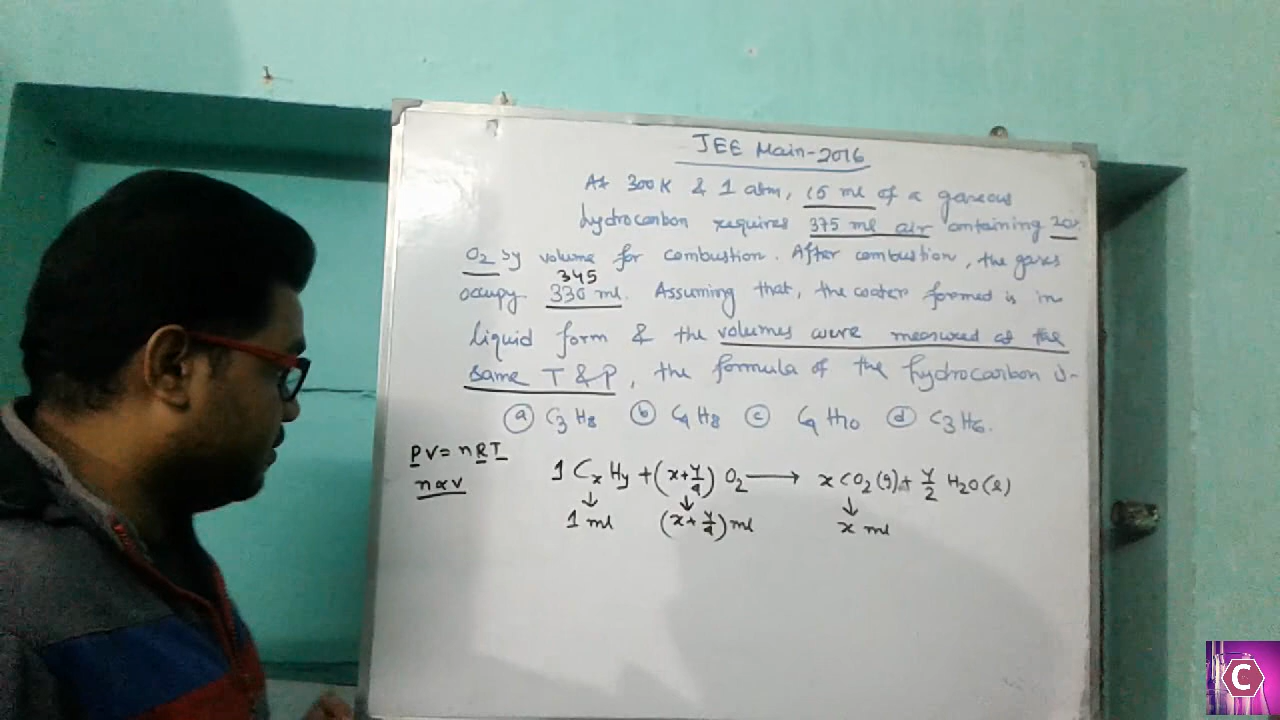 JEE Main-2016
At 300K & 1 atm, 15 ml of a gaseous
hydrocarbon requires 375 ml air containing 20%
O2 by volume for combustion. After combustion, the gases
345
occupy 330 ml. Assuming that, the water formed is in
liquid form & the volumes were measured at the
same T & P, the formula of the hydrocarbon is-
(a) C3H8 (b) C4H8 (c) C4H10 (d) C3H6.
PV = nRT
n∝V
1 CxHy + (x+y/4) O2 → xCO2(g) + y/2 H2O(l)
↓ ↓ ↓
1 ml (x+y/4) ml x ml
C